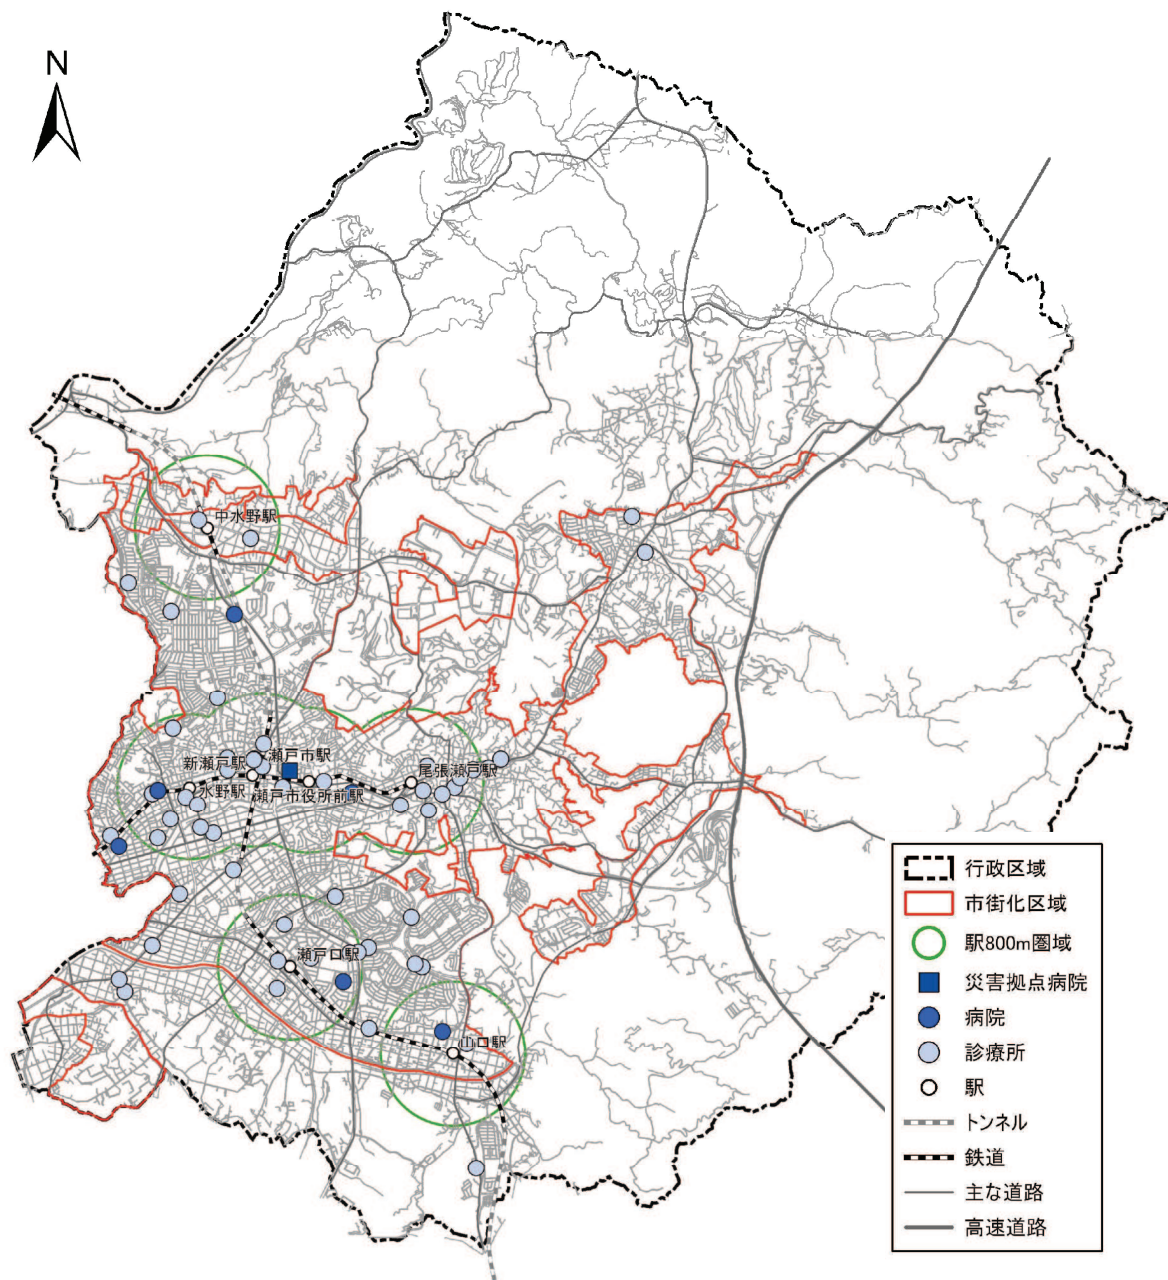 N
中水野駅
新瀬戸駅
瀬戸市駅
尾張瀬戸駅
水野駅
瀬戸市役所前駅
瀬戸口駅
山口駅
行政区域
市街化区域
駅800m圏域
災害拠点病院
病院
診療所
駅
トンネル
鉄道
主な道路
高速道路